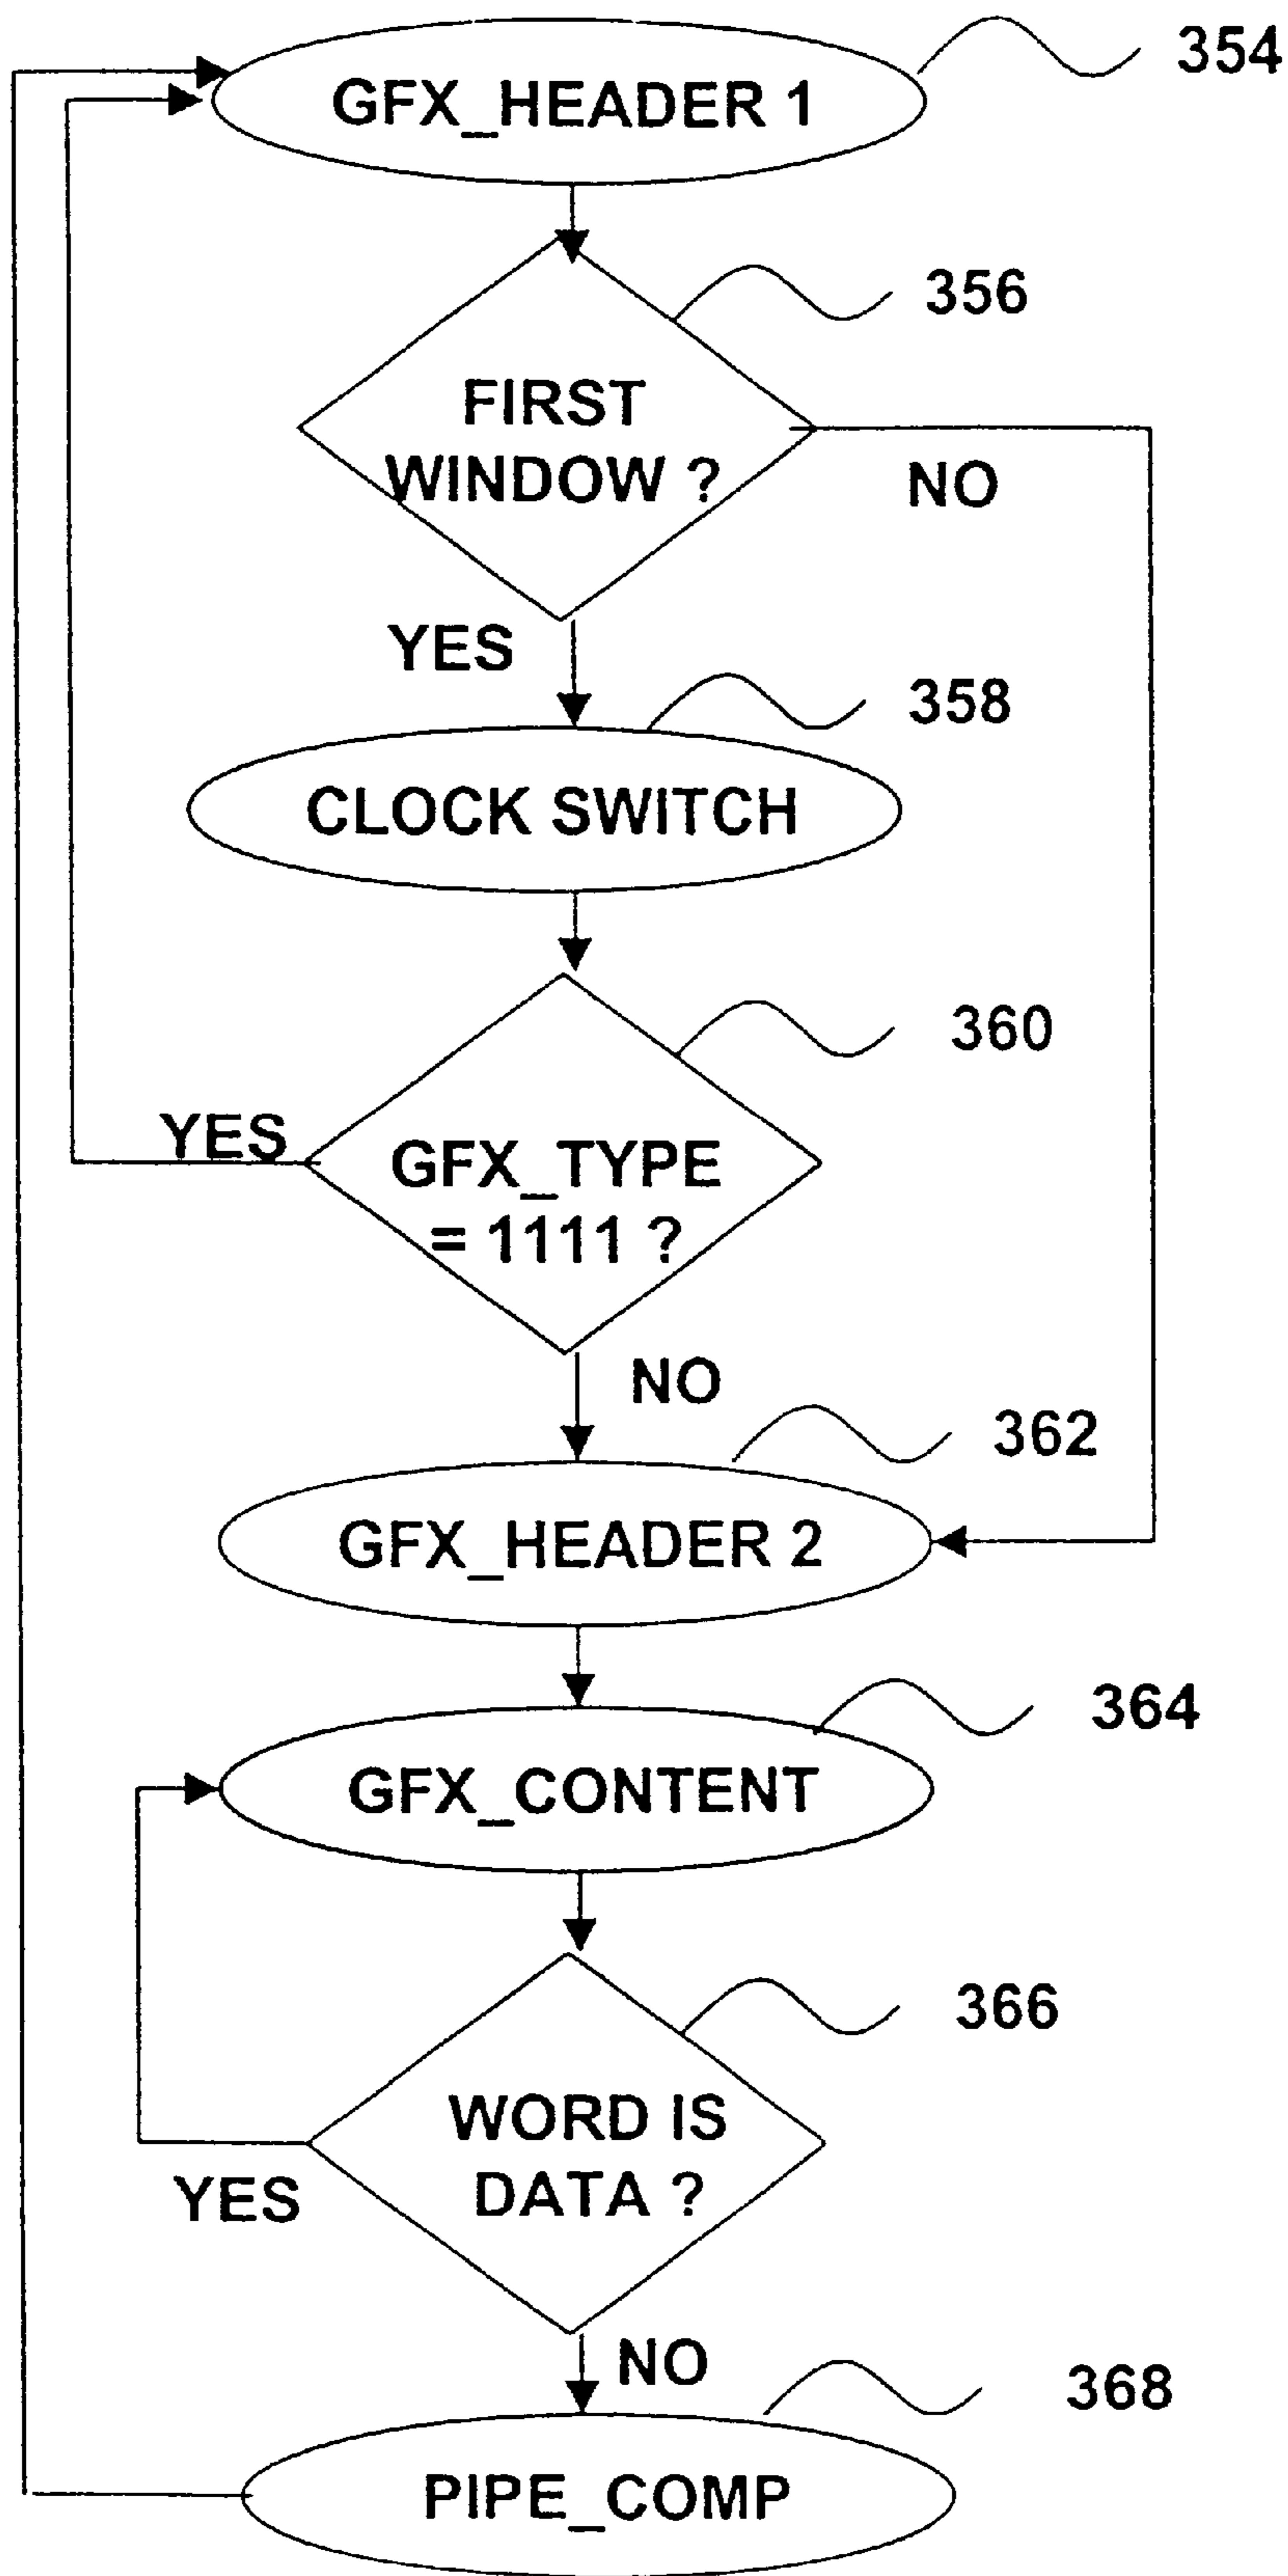 354
GFX_HEADER 1
356
FIRST
WINDOW ?
NO
YES
358
CLOCK SWITCH
360
YES
GFX_TYPE
= 1111 ?
NO
362
GFX_HEADER 2
364
GFX_CONTENT
366
WORD IS
DATA ?
YES
NO
368
PIPE_COMP